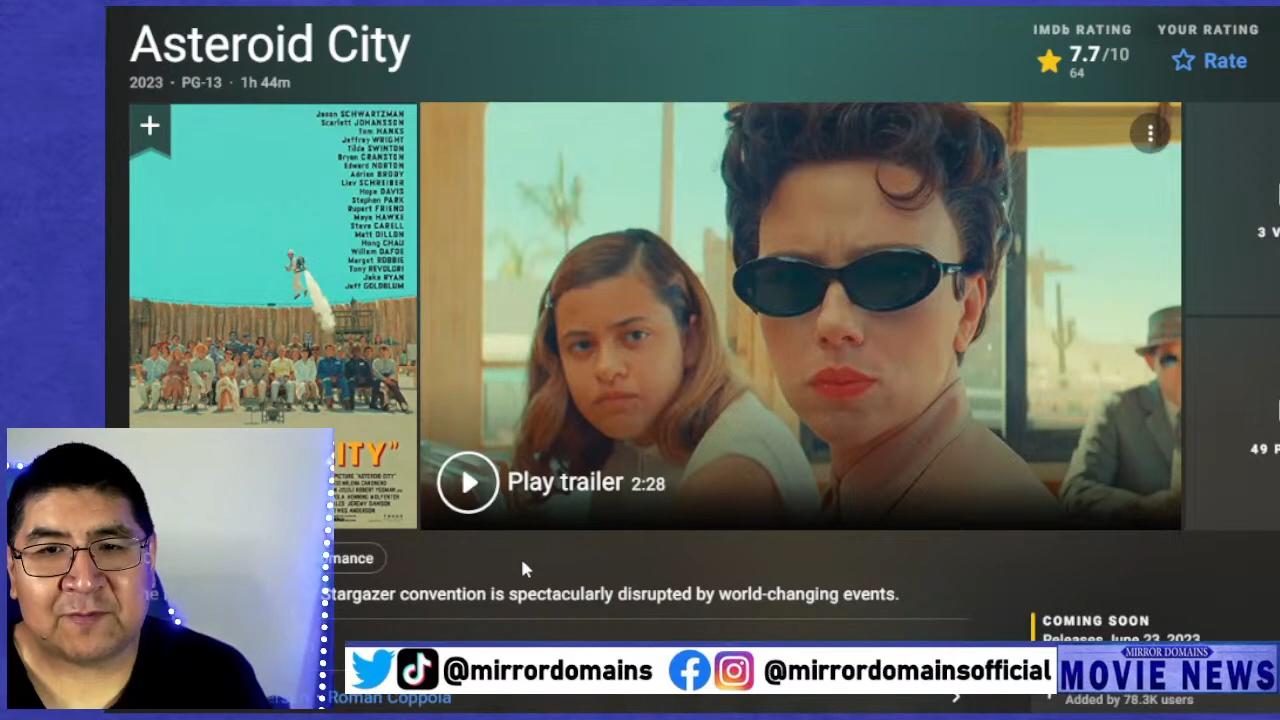 Asteroid City
2023 · PG-13 · 1h 44m
IMDb RATING
7.7/10
64
YOUR RATING
Rate
Jason SCHWARTZMAN
Scarlett JOHANSSON
Tom HANKS
Jeffrey WRIGHT
Tilda SWINTON
Bryan CRANSTON
Edward NORTON
Adrien BRODY
Liev SCHREIBER
Hope DAVIS
Stephen PARK
Rupert FRIEND
Maya HAWKE
Steve CARELL
Matt DILLON
Hong CHAU
Willem DAFOE
Margot ROBBIE
Tony REVOLORI
Jake RYAN
Jeff GOLDBLUM
ITY"
Play trailer 2:28
3 V
49 P
mance
Stargazer convention is spectacularly disrupted by world-changing events.
COMING SOON
Releases June 23, 2023
@mirrordomains
@mirrordomainsofficial
MIRROR DOMAINS
MOVIE NEWS
Roman Coppola
Added by 78.3K users